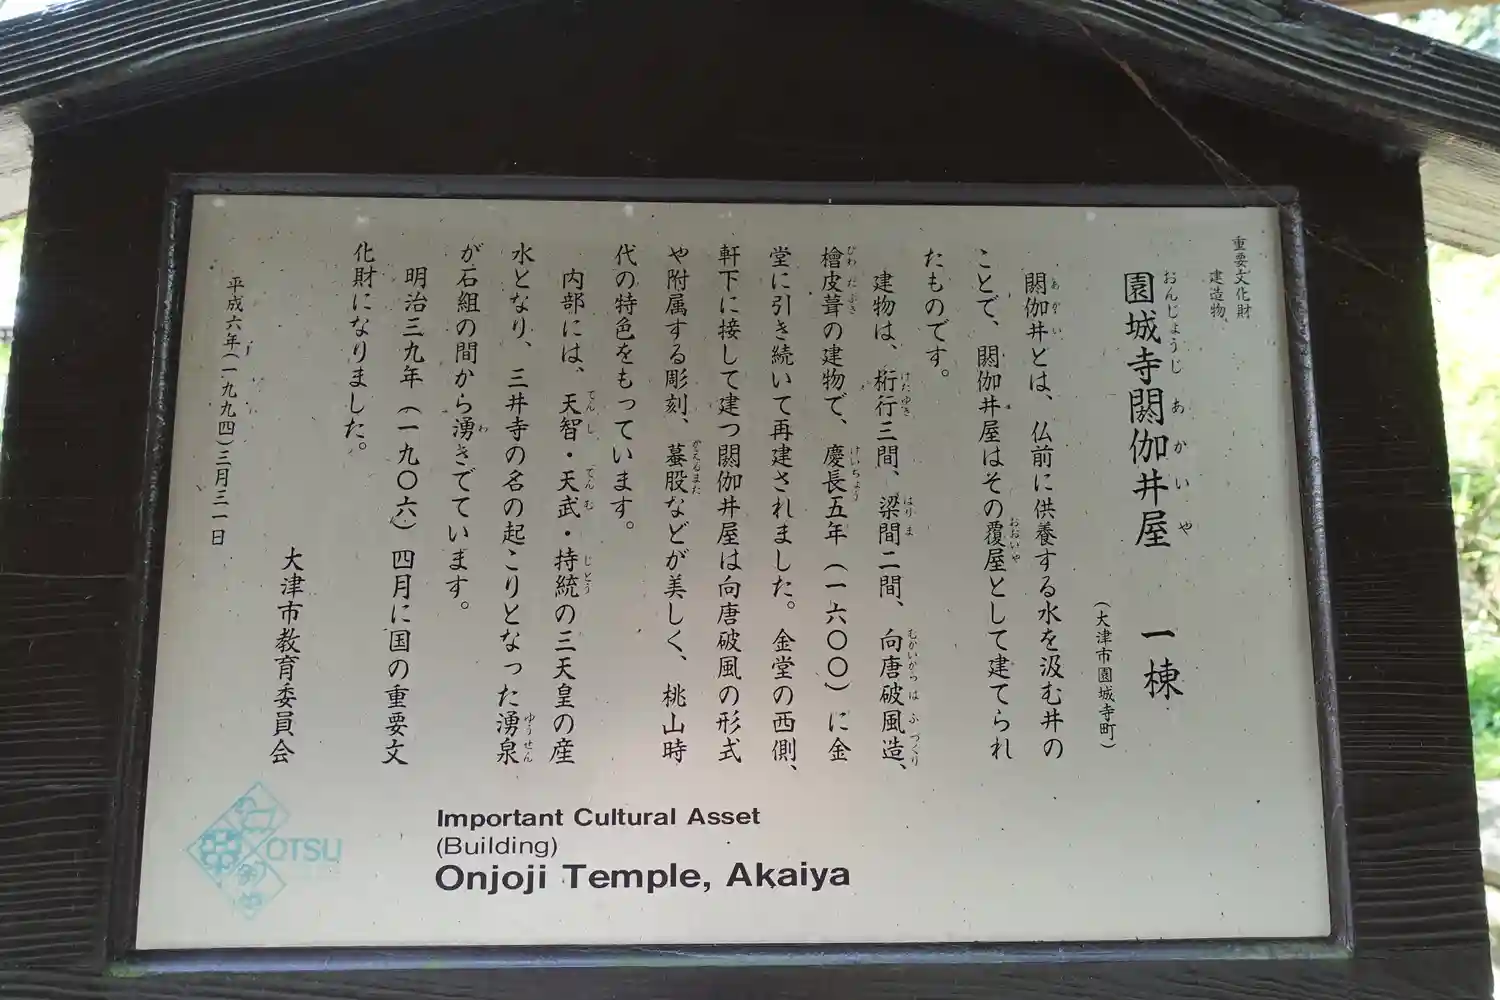 重要文化財
建造物
園城寺閼伽井屋 一棟
(大津市園城寺町)
閼伽井とは、仏前に供養する水を汲む井の
ことで、閼伽井屋はその覆屋として建てられ
たものです。
建物は、桁行三間、梁間二間、向唐破風造、
檜皮葺の建物で、慶長五年(一六〇〇)に金
堂に引き続いて再建されました。金堂の西側、
軒下に接して建つ閼伽井屋は向唐破風の形式
や附属する彫刻、蟇股などが美しく、桃山時
代の特色をもっています。
内部には、天智・天武・持統の三天皇の産
水となり、三井寺の名の起こりとなった湧泉
が石組の間から湧きでています。
明治三九年(一九〇六)四月に国の重要文
化財になりました。
大津市教育委員会
平成六年(一九九四)三月三一日
Important Cultural Asset
(Building)
Onjoji Temple, Akaiya
OTSU